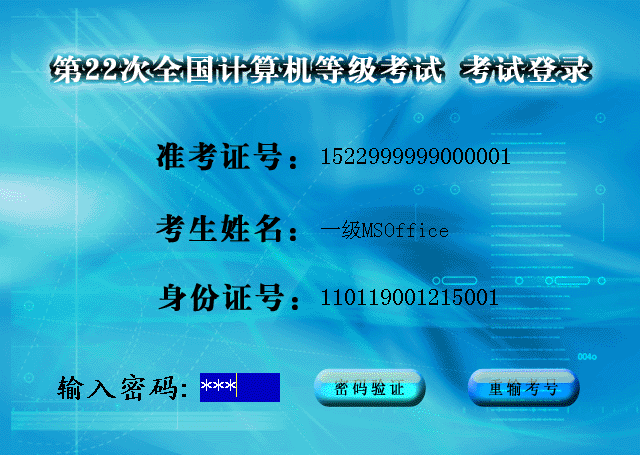 第22次全国计算机等级考试 考试登录
准考证号：1522999999000001
考生姓名：一级MSOffice
身份证号：110119001215001
输入密码: *** 密码验证 重输考号
004o